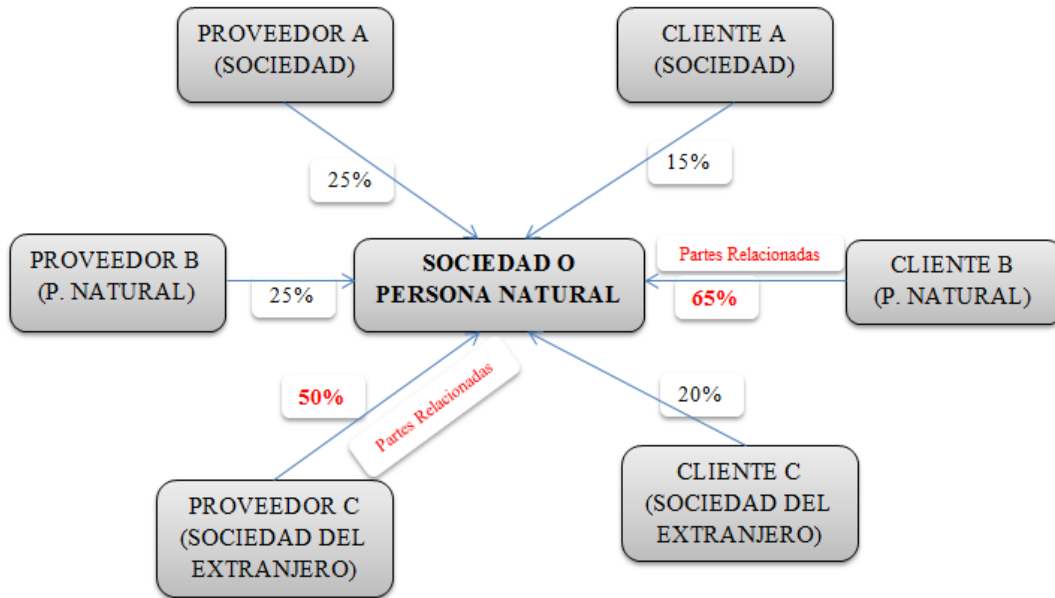 PROVEEDOR A
(SOCIEDAD)
CLIENTE A
(SOCIEDAD)
25%
15%
PROVEEDOR B
(P. NATURAL)
25%
SOCIEDAD O
PERSONA NATURAL
Partes Relacionadas
65%
CLIENTE B
(P. NATURAL)
50%
Partes Relacionadas
20%
PROVEEDOR C
(SOCIEDAD DEL
EXTRANJERO)
CLIENTE C
(SOCIEDAD DEL
EXTRANJERO)